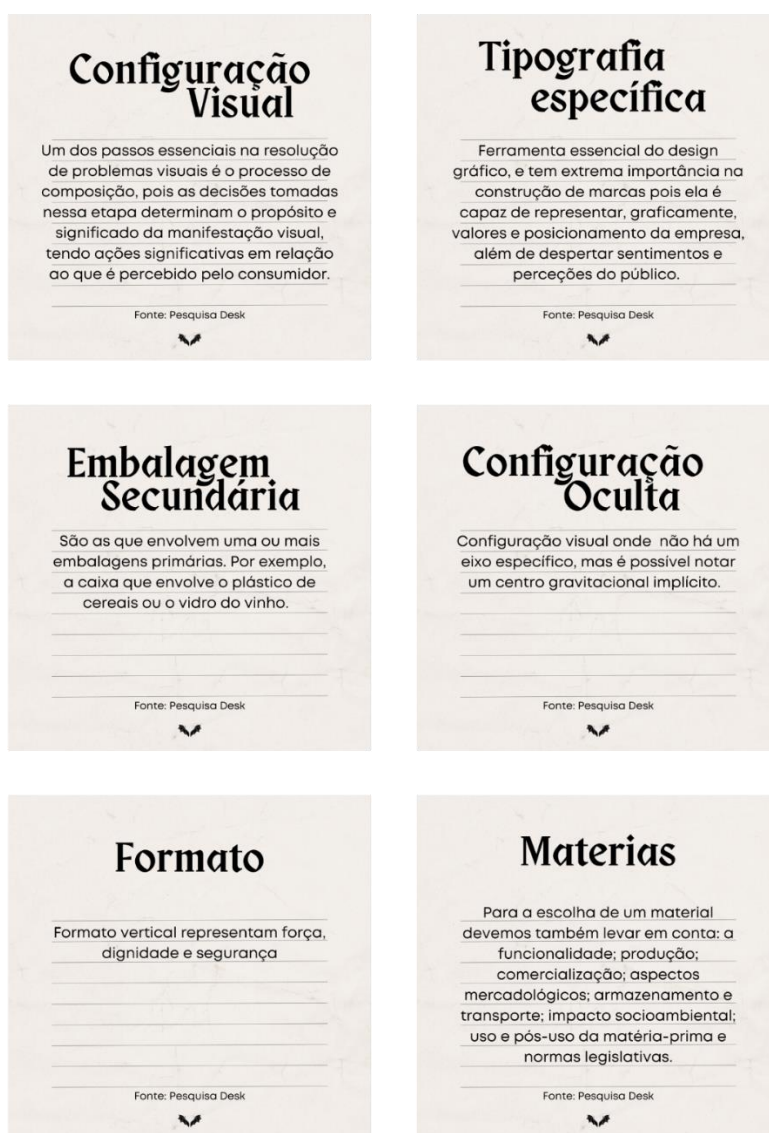 Configuração
Visual
Um dos passos essenciais na resolução
de problemas visuais é o processo de
composição, pois as decisões tomadas
nessa etapa determinam o propósito e
significado da manifestação visual,
tendo ações significativas em relação
ao que é percebido pelo consumidor.
Fonte: Pesquisa Desk
Tipografia
específica
Ferramenta essencial do design
gráfico, e tem extrema importância na
construção de marcas pois ela é
capaz de representar, graficamente,
valores e posicionamento da empresa,
além de despertar sentimentos e
perceções do público.
Fonte: Pesquisa Desk
Embalagem
Secundária
São as que envolvem uma ou mais
embalagens primárias. Por exemplo,
a caixa que envolve o plástico de
cereais ou o vidro do vinho.
Fonte: Pesquisa Desk
Configuração
Oculta
Configuração visual onde não há um
eixo específico, mas é possível notar
um centro gravitacional implícito.
Fonte: Pesquisa Desk
Formato
Formato vertical representam força,
dignidade e segurança
Fonte: Pesquisa Desk
Materias
Para a escolha de um material
devemos também levar em conta: a
funcionalidade; produção;
comercialização; aspectos
mercadológicos; armazenamento e
transporte; impacto socioambiental;
uso e pós-uso da matéria-prima e
normas legislativas.
Fonte: Pesquisa Desk